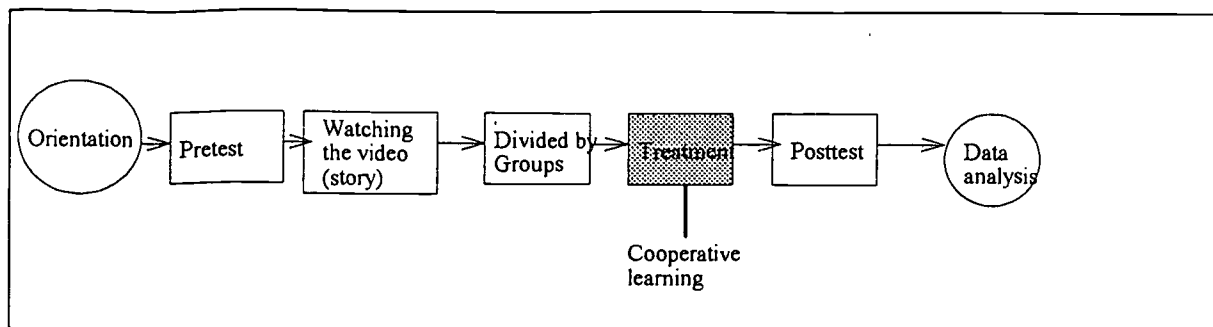 Orientation
Pretest
Watching
the video
(story)
Divided by
Groups
Treatment
Cooperative
learning
Posttest
Data
analysis